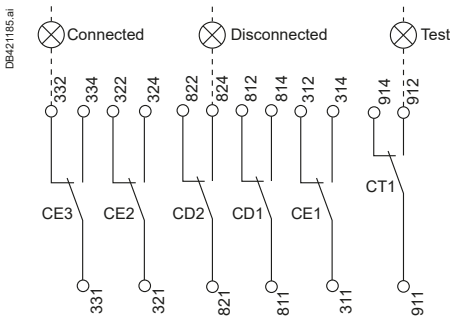 DB421185.ai
Connected
Disconnected
Test
332
334
322
324
822
824
812
814
312
314
914
912
CE3
CE2
CD2
CD1
CE1
CT1
331
321
821
811
311
911